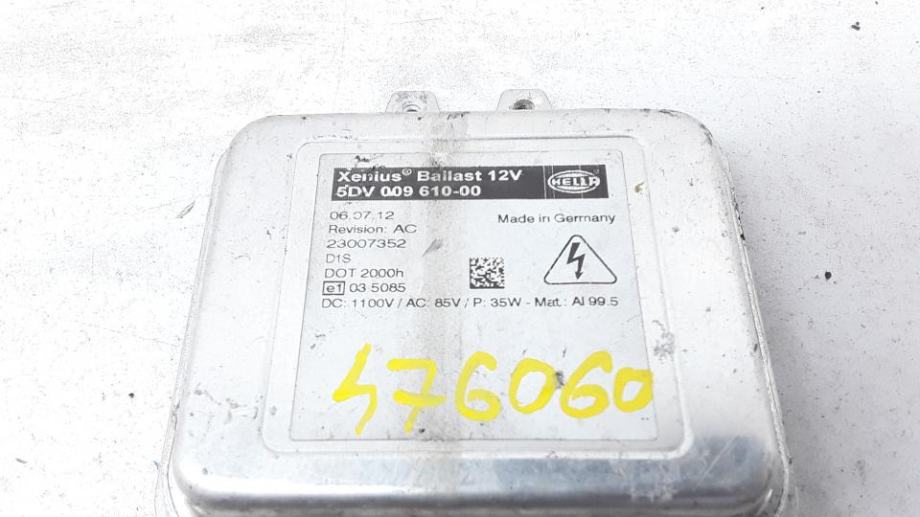 Xenius® Ballast 12V
5DV 009 610-00
HELLA
06.07.12
Made in Germany
Revision: AC
23007352
D1S
DOT 2000h
e1 03 5085
DC: 1100V / AC: 85V / P: 35W - Mat.: Al 99.5
476060